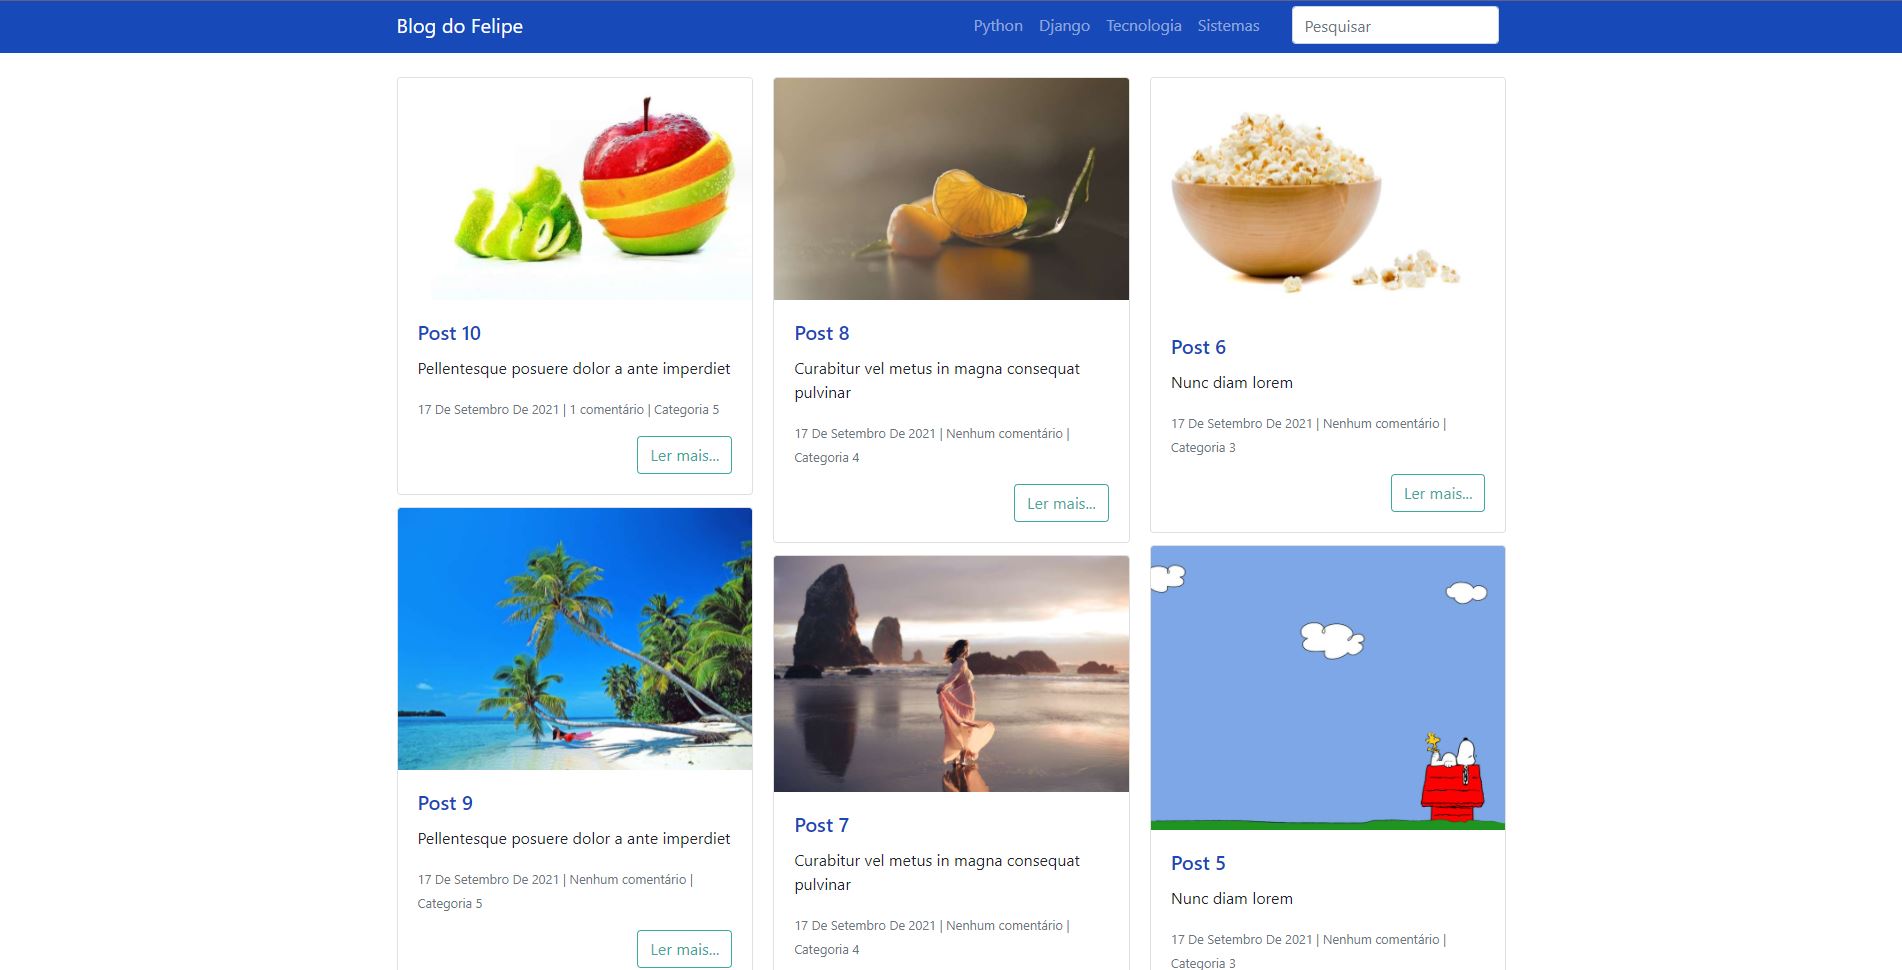 Blog do Felipe
Python Django Tecnologia Sistemas
Pesquisar
Post 10
Pellentesque posuere dolor a ante imperdiet
17 De Setembro De 2021 | 1 comentário | Categoria 5
Ler mais...
Post 9
Pellentesque posuere dolor a ante imperdiet
17 De Setembro De 2021 | Nenhum comentário |
Categoria 5
Ler mais...
Post 8
Curabitur vel metus in magna consequat
pulvinar
17 De Setembro De 2021 | Nenhum comentário |
Categoria 4
Ler mais...
Post 7
Curabitur vel metus in magna consequat
pulvinar
17 De Setembro De 2021 | Nenhum comentário |
Categoria 4
Post 6
Nunc diam lorem
17 De Setembro De 2021 | Nenhum comentário |
Categoria 3
Ler mais...
Post 5
Nunc diam lorem
17 De Setembro De 2021 | Nenhum comentário |
Categoria 3